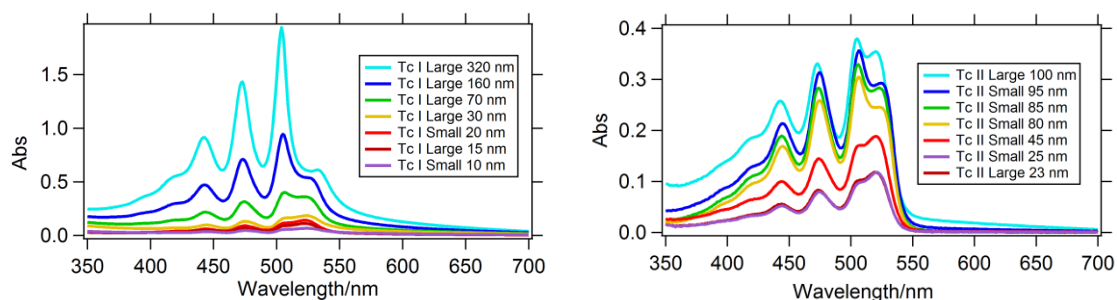 Abs
1.5
1.0
0.5
0.0
350 400 450 500 550 600 650 700
Wavelength/nm
Tc I Large 320 nm
Tc I Large 160 nm
Tc I Large 70 nm
Tc I Large 30 nm
Tc I Small 20 nm
Tc I Large 15 nm
Tc I Small 10 nm
Abs
0.4
0.3
0.2
0.1
0.0
350 400 450 500 550 600 650 700
Wavelength/nm
Tc II Large 100 nm
Tc II Small 95 nm
Tc II Small 85 nm
Tc II Small 80 nm
Tc II Small 45 nm
Tc II Small 25 nm
Tc II Large 23 nm